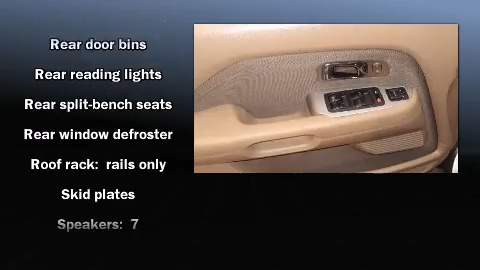 Rear door bins
Rear reading lights
Rear split-bench seats
Rear window defroster
Roof rack:  rails only
Skid plates
Speakers:  7